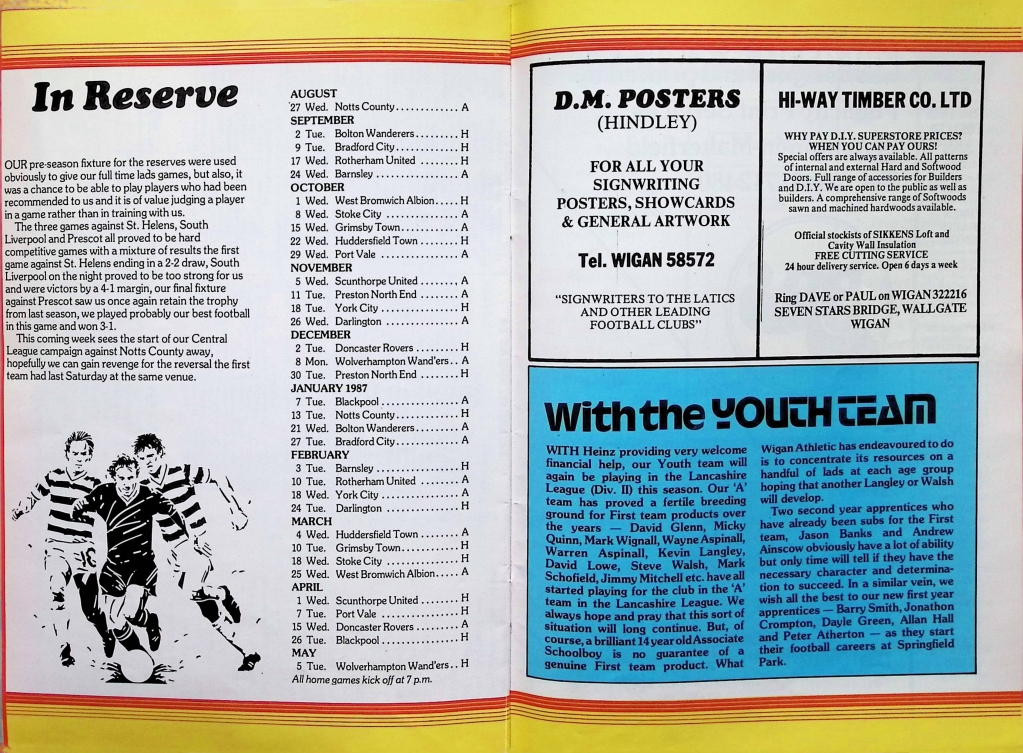 In Reserve
OUR pre-season fixture for the reserves were used
obviously to give our full time lads games, but also, it
was a chance to be able to play players who had been
recommended to us and it is of value judging a player
in a game rather than in training with us.
The three games against St. Helens, South
Liverpool and Prescot all proved to be hard
competitive games with a mixture of results the first
game against St. Helens ending in a 2-2 draw, South
Liverpool on the night proved to be too strong for us
and were victors by a 4-1 margin, our final fixture
against Prescot saw us once again retain the trophy
from last season, we played probably our best football
in this game and won 3-1.
This coming week sees the start of our Central
League campaign against Notts County away,
hopefully we can gain revenge for the reversal the first
team had last Saturday at the same venue.
AUGUST
27 Wed. Notts County............. A
SEPTEMBER
2 Tue. Bolton Wanderers......... H
9 Tue. Bradford City............. H
17 Wed. Rotherham United ........ H
24 Wed. Barnsley................. A
OCTOBER
1 Wed. West Bromwich Albion..... H
8 Wed. Stoke City ............... A
15 Wed. Grimsby Town............. A
22 Wed. Huddersfield Town ........ H
29 Wed. Port Vale ................ A
NOVEMBER
5 Wed. Scunthorpe United ....... , A
11 Tue. Preston North End ........ A
18 Tue. York City ................ H
26 Wed. Darlington ............... A
DECEMBER
2 Tue. Doncaster Rovers ......... H
8 Mon. Wolverhampton Wand'ers .. A
30 Tue. Preston North End ........ H
JANUARY 1987
7 Tue. Blackpool ................ A
13 Tue. Notts County............. H
21 Wed. Bolton Wanderers......... A
27 Tue. Bradford City............. A
FEBRUARY
3 Tue. Barnsley................. H
10 Tue. Rotherham United ........ A
18 Wed. York City ................ A
24 Tue. Darlington ............... H
MARCH
4 Wed. Huddersfield Town ........ A
10 Tue. Grimsby Town............. H
18 Wed. Stoke City ............... H
25 Wed. West Bromwich Albion..... A
APRIL
1 Wed. Scunthorpe United ........ H
7 Tue. Port Vale ................ H
15 Wed. Doncaster Rovers ......... A
26 Tue. Blackpool ................ H
MAY
5 Tue. Wolverhampton Wand'ers .. H
All home games kick off at 7 p.m.
D.M. POSTERS
(HINDLEY)
FOR ALL YOUR
SIGNWRITING
POSTERS, SHOWCARDS
& GENERAL ARTWORK
Tel. WIGAN 58572
"SIGNWRITERS TO THE LATICS
AND OTHER LEADING
FOOTBALL CLUBS"
HI-WAY TIMBER CO. LTD
WHY PAY D.I.Y. SUPERSTORE PRICES?
WHEN YOU CAN PAY OURS!
Special offers are always available. All patterns
of internal and external Hard and Softwood
Doors. Full range of accessories for Builders
and D.I.Y. We are open to the public as well as
builders. A comprehensive range of Softwoods
sawn and machined hardwoods available.
Official stockists of SIKKENS Loft and
Cavity Wall Insulation
FREE CUTTING SERVICE
24 hour delivery service. Open 6 days a week
Ring DAVE or PAUL on WIGAN 322216
SEVEN STARS BRIDGE, WALLGATE
WIGAN
With the YOUTH TEAM
WITH Heinz providing very welcome
financial help, our Youth team will
again be playing in the Lancashire
League (Div. II) this season. Our 'A'
team has proved a fertile breeding
ground for First team products over
the years — David Glenn, Micky
Quinn, Mark Wignall, Wayne Aspinall,
Warren Aspinall, Kevin Langley,
David Lowe, Steve Walsh, Mark
Schofield, Jimmy Mitchell etc. have all
started playing for the club in the 'A'
team in the Lancashire League. We
always hope and pray that this sort of
situation will long continue. But, of
course, a brilliant 14 year old Associate
Schoolboy is no guarantee of a
genuine First team product. What
Wigan Athletic has endeavoured to do
is to concentrate its resources on a
handful of lads at each age group
hoping that another Langley or Walsh
will develop.
Two second year apprentices who
have already been subs for the First
team, Jason Banks and Andrew
Ainscow obviously have a lot of ability
but only time will tell if they have the
necessary character and determina-
tion to succeed. In a similar vein, we
wish all the best to our new first year
apprentices — Barry Smith, Jonathon
Crompton, Dayle Green, Allan Hall
and Peter Atherton — as they start
their football careers at Springfield
Park.